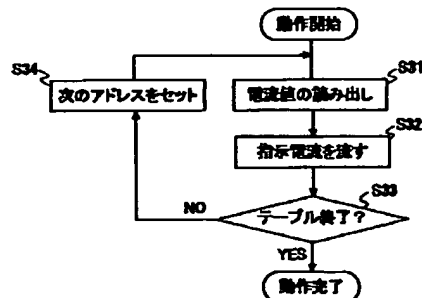 動作開始
S34
S31
次のアドレスをセット
電流値の読み出し
S32
指示電流を流す
S33
NO
テーブル終了？
YES
動作完了